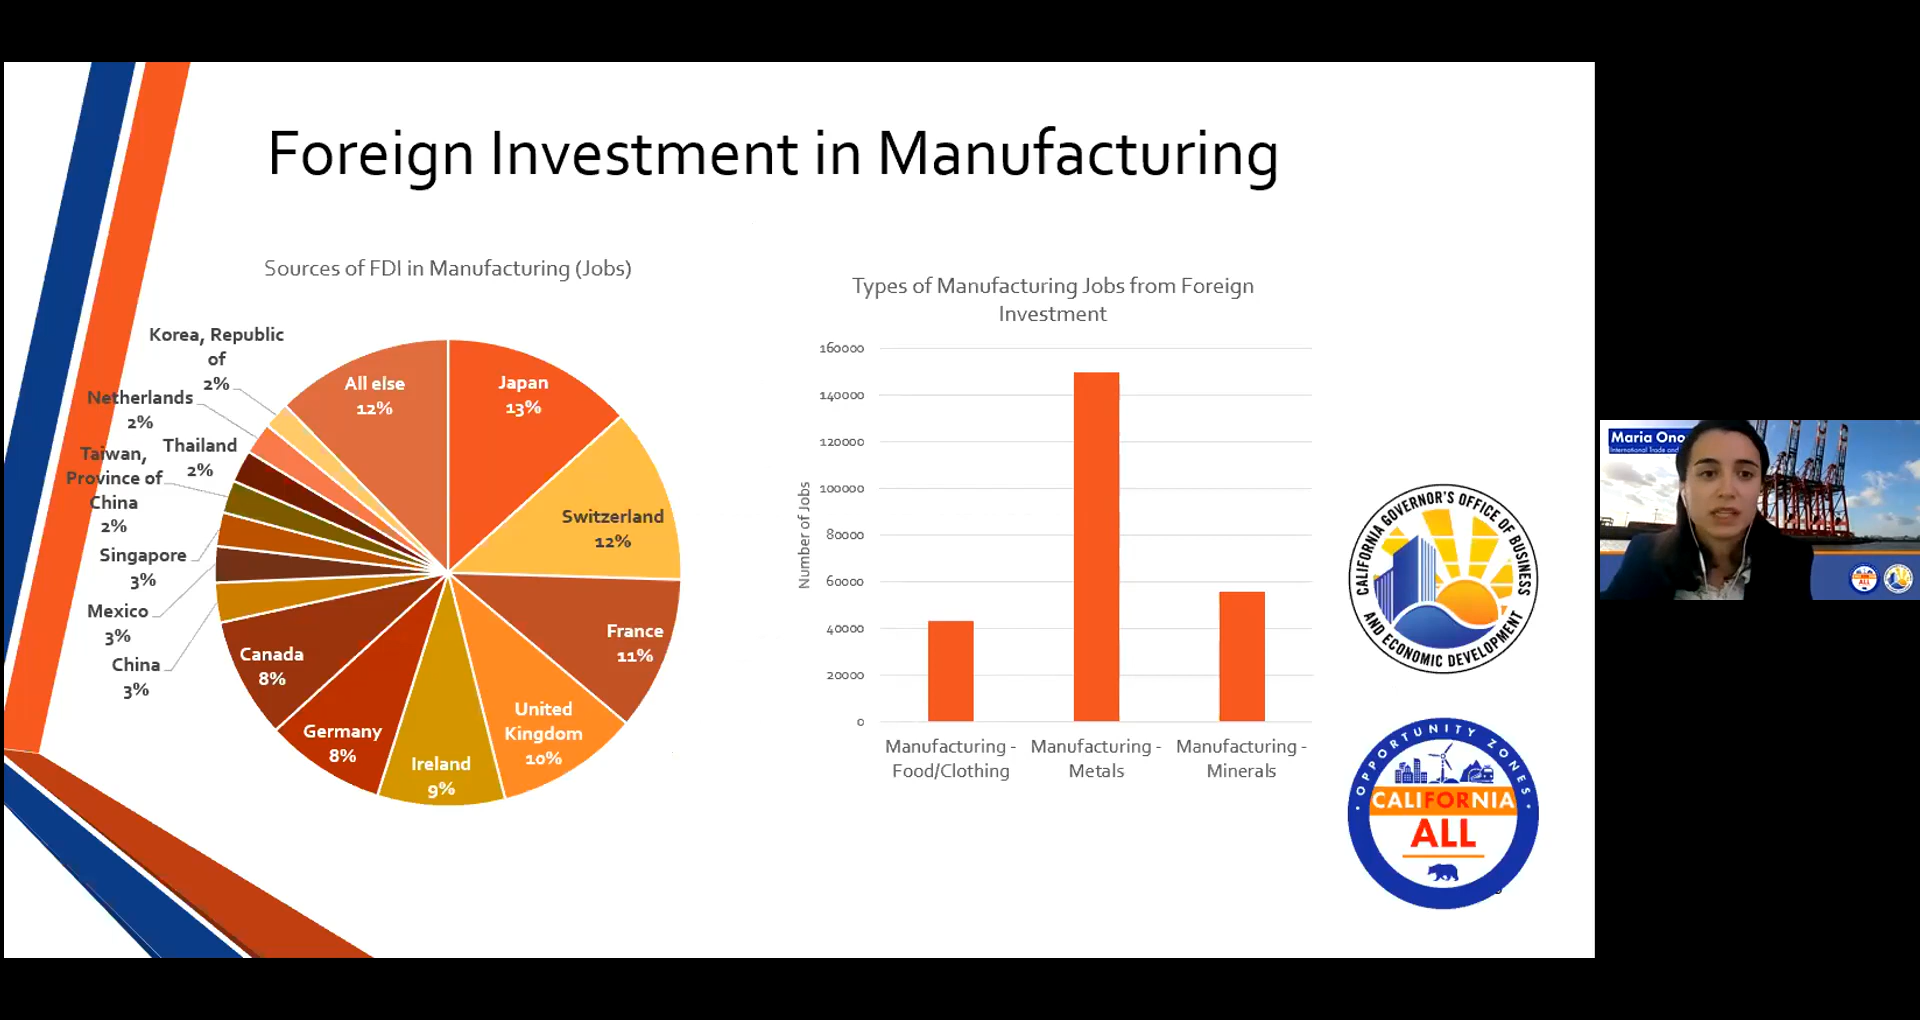 Foreign Investment in Manufacturing
Sources of FDI in Manufacturing (Jobs)
Korea, Republic
of
2%
Netherlands
2%
Thailand
2%
Taiwan,
Province of
China
2%
Singapore
3%
Mexico
3%
China
3%
Canada
8%
Germany
8%
Ireland
9%
United
Kingdom
10%
France
11%
Switzerland
12%
Japan
13%
All else
12%
Types of Manufacturing Jobs from Foreign
Investment
Number of Jobs
160000
140000
120000
100000
80000
60000
40000
20000
0
Manufacturing -
Food/Clothing
Manufacturing -
Metals
Manufacturing -
Minerals
CALIFORNIA GOVERNOR'S OFFICE OF BUSINESS
AND ECONOMIC DEVELOPMENT
OPPORTUNITY ZONES
CALIFORNIA
ALL
Maria Ono
International Trade and
ALL